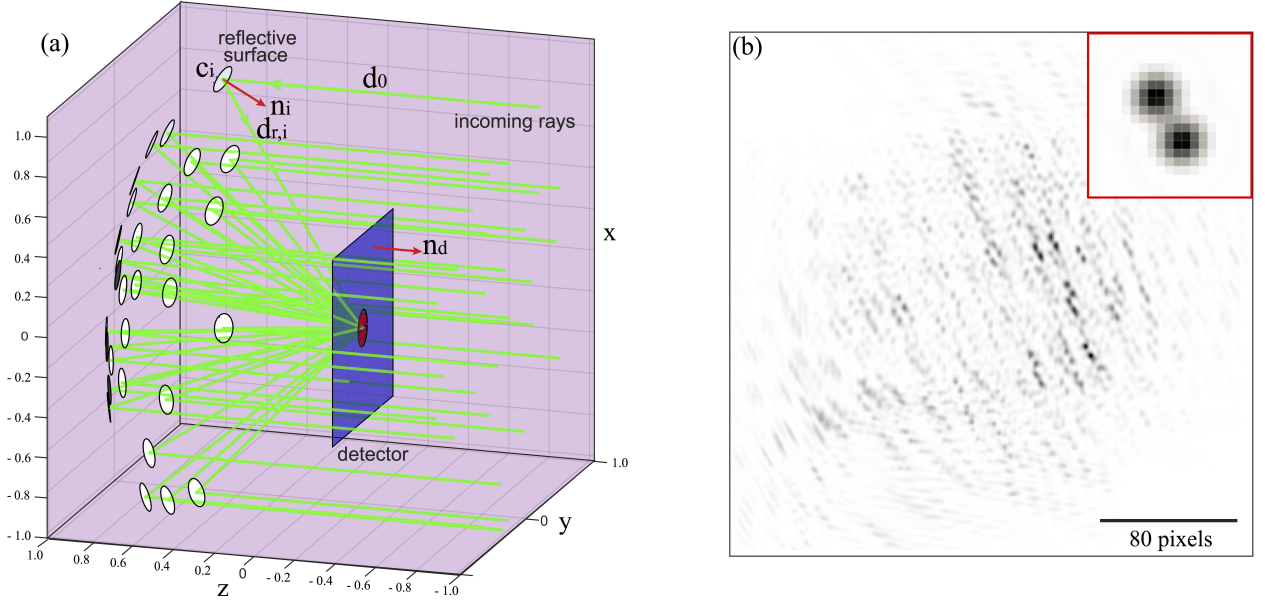 (a)
reflective
surface
ci
d0
ni
incoming rays
dr,i
1.0
0.8
0.6
0.4
0.2
0
- 0.2
- 0.4
- 0.6
- 0.8
- 1.0
x
nd
detector
1.0
0
y
1.0
0.8
0.6
0.4
0.2
0
- 0.2
- 0.4
- 0.6
- 0.8
- 1.0
z
(b)
80 pixels